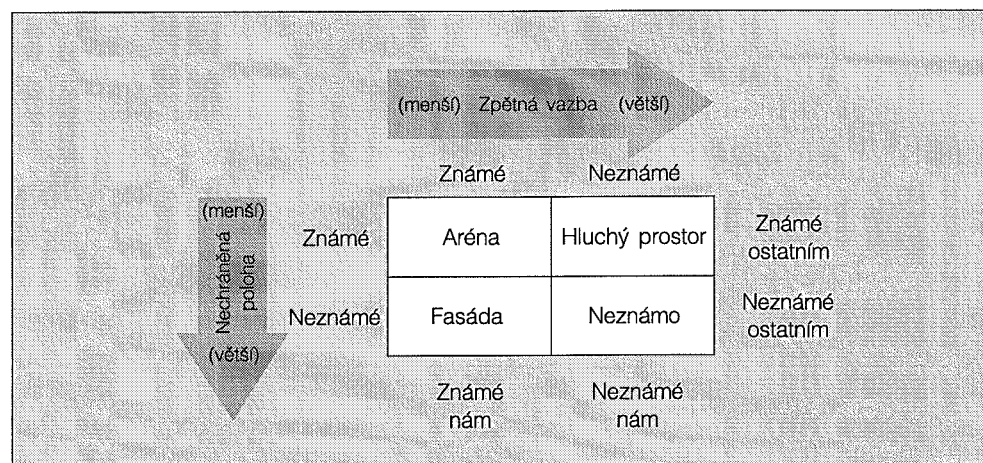 (menší) Zpětná vazba (větší)
Známé Neznámé
(menší)
Nechráněná
poloha
(větší)
Známé Aréna Hluchý prostor Známé
ostatním
Neznámé Fasáda Neznámo Neznámé
ostatním
Známé
nám
Neznámé
nám